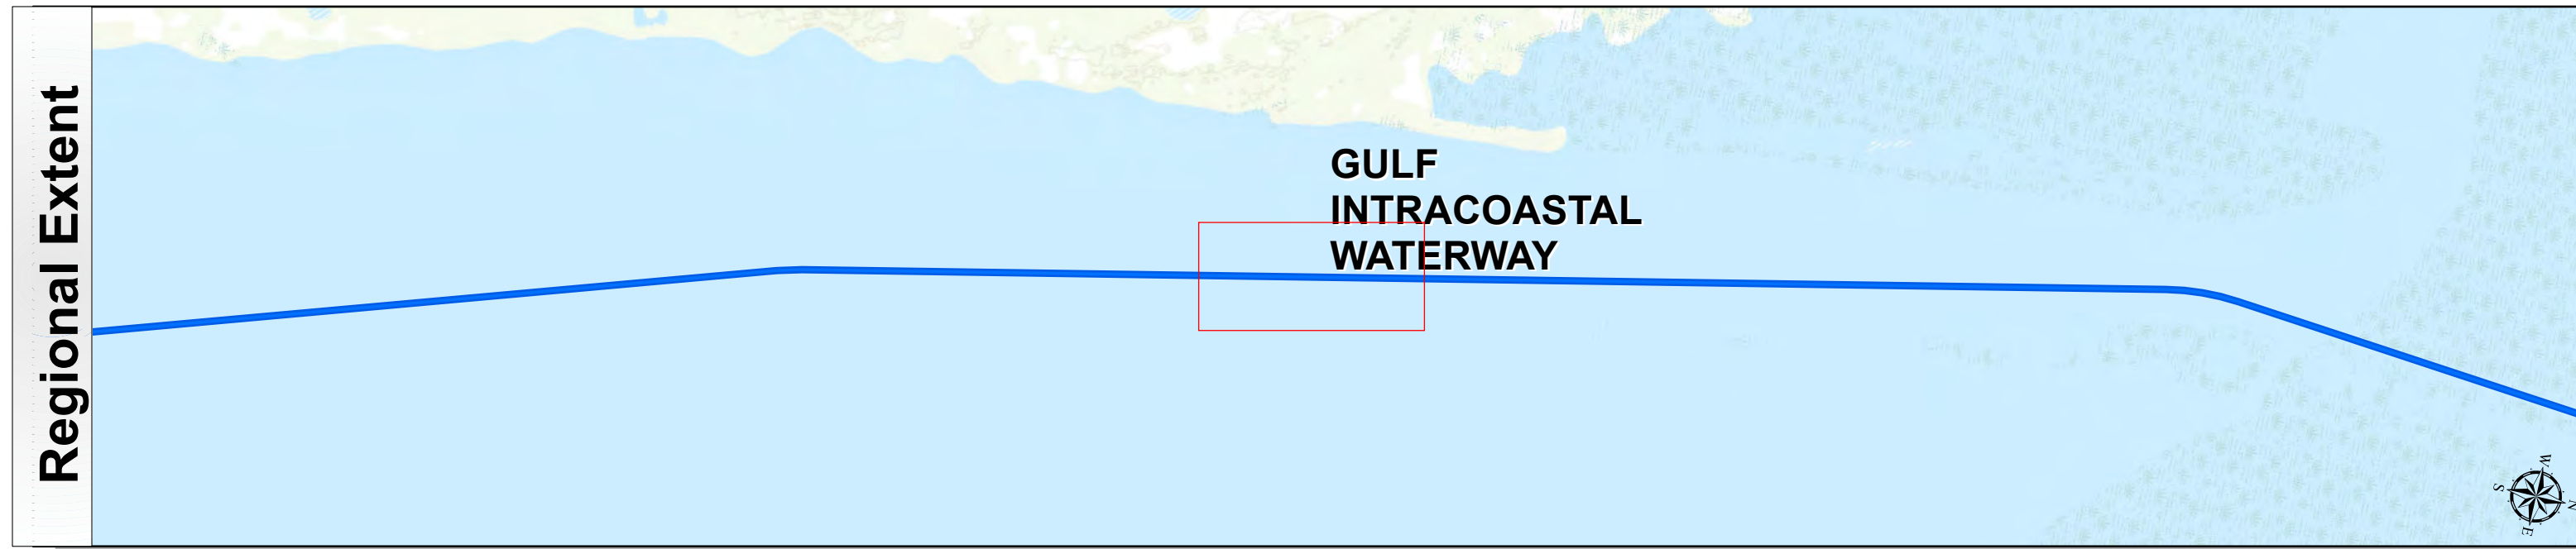 Regional Extent
GULF
INTRACOASTAL
WATERWAY
W
S
N
E